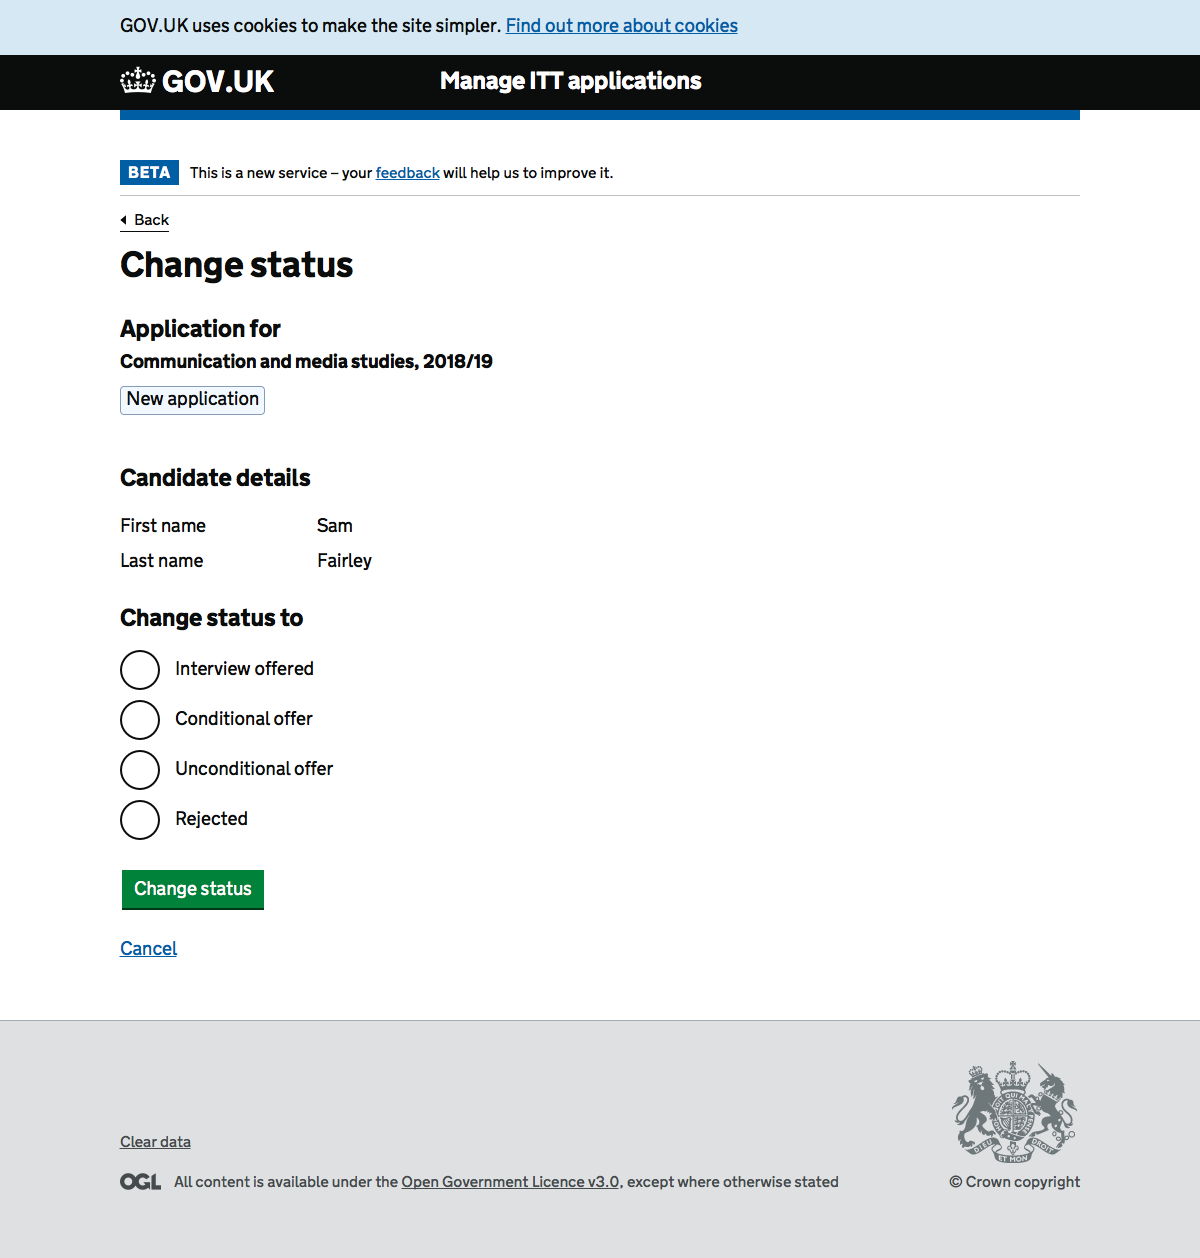 GOV.UK uses cookies to make the site simpler. Find out more about cookies
GOV.UK
Manage ITT applications
BETA This is a new service – your feedback will help us to improve it.
Back
Change status
Application for
Communication and media studies, 2018/19
New application
Candidate details
First name Sam
Last name Fairley
Change status to
Interview offered
Conditional offer
Unconditional offer
Rejected
Change status
Cancel
DIEU ET MON DROIT
Clear data
OGL All content is available under the Open Government Licence v3.0, except where otherwise stated
© Crown copyright